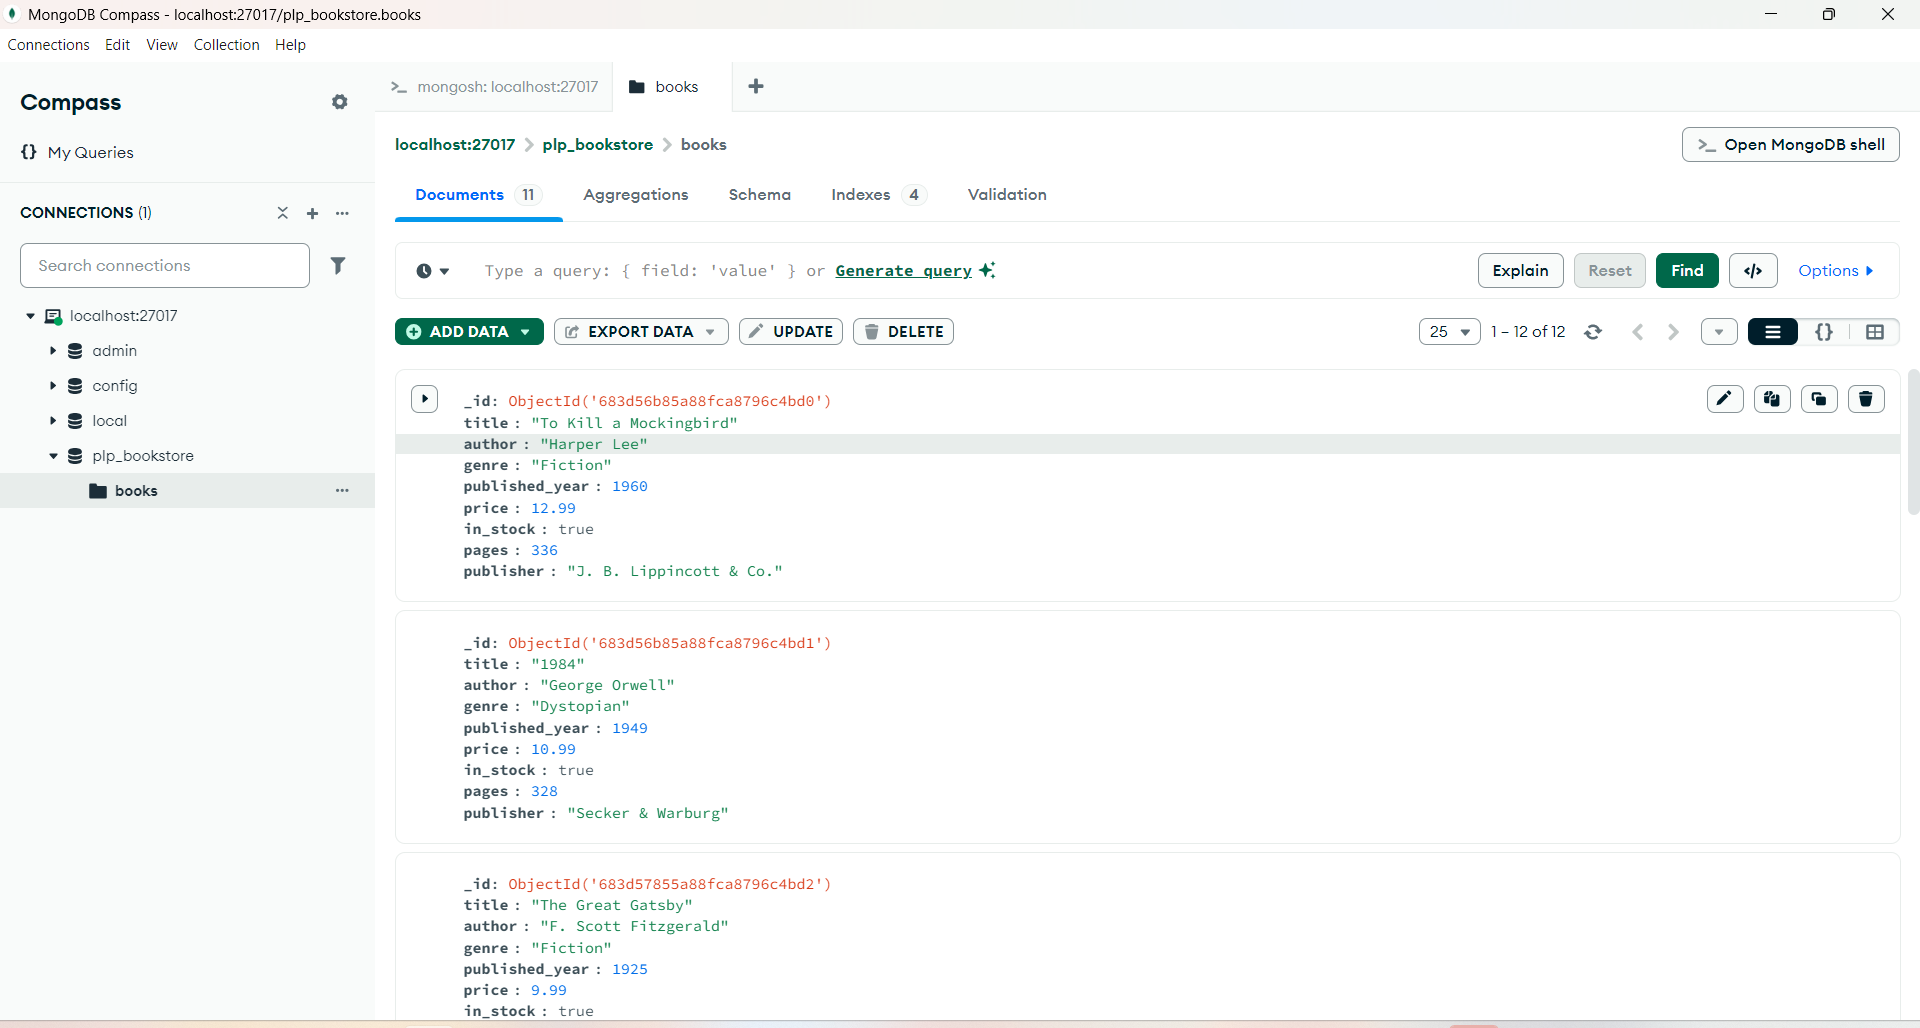 MongoDB Compass - localhost:27017/plp_bookstore.books
Connections Edit View Collection Help
Compass
{} My Queries
CONNECTIONS (1)
Search connections
localhost:27017
admin
config
local
plp_bookstore
books
>_ mongosh: localhost:27017
books
localhost:27017 > plp_bookstore > books
>_ Open MongoDB shell
Documents 11 Aggregations Schema Indexes 4 Validation
Type a query: { field: 'value' } or Generate query
Explain Reset Find </> Options
ADD DATA EXPORT DATA UPDATE DELETE
25 1 – 12 of 12 {}
_id: ObjectId('683d56b85a88fca8796c4bd0')
title : "To Kill a Mockingbird"
author : "Harper Lee"
genre : "Fiction"
published_year : 1960
price : 12.99
in_stock : true
pages : 336
publisher : "J. B. Lippincott & Co."
_id: ObjectId('683d56b85a88fca8796c4bd1')
title : "1984"
author : "George Orwell"
genre : "Dystopian"
published_year : 1949
price : 10.99
in_stock : true
pages : 328
publisher : "Secker & Warburg"
_id: ObjectId('683d57855a88fca8796c4bd2')
title : "The Great Gatsby"
author : "F. Scott Fitzgerald"
genre : "Fiction"
published_year : 1925
price : 9.99
in_stock : true